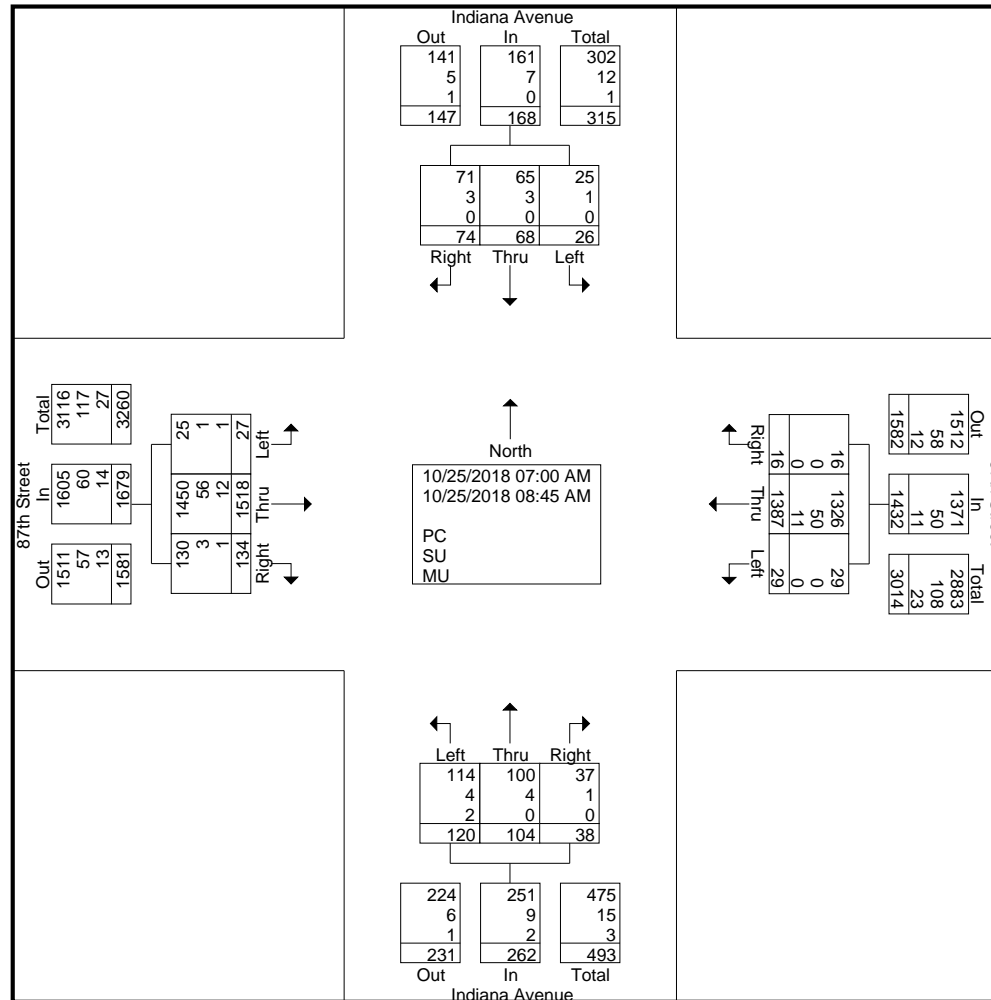 Indiana Avenue
Out In Total
141 161 302
5 7 12
1 0 1
147 168 315
71 65 25
3 3 1
0 0 0
74 68 26
Right Thru Left
87th Street
Total In Out
3116 1605 1511
117 60 57
27 14 13
3260 1679 1581
25 1450 130
1 56 3
1 12 1
27 1518 134
Left Thru Right
North
10/25/2018 07:00 AM
10/25/2018 08:45 AM
PC
SU
MU
Out In Total
1512 1371 2883
58 50 108
12 11 23
1582 1432 3014
16 1326 29
0 50 0
0 11 0
16 1387 29
Right Thru Left
Left Thru Right
114 100 37
4 4 1
2 0 0
120 104 38
224 251 475
6 9 15
1 2 3
231 262 493
Out In Total
Indiana Avenue